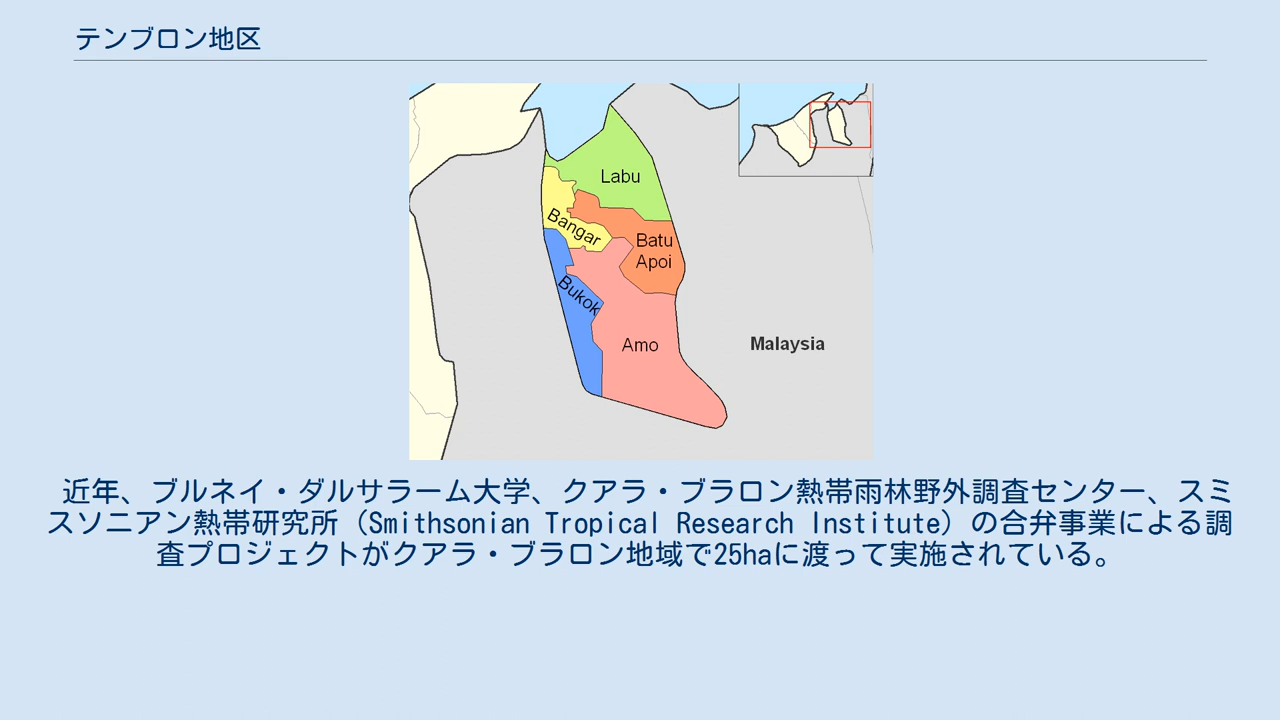 テンブロン地区
Labu
Bangar
Batu
Apoi
Bukok
Amo
Malaysia
近年、ブルネイ・ダルサラーム大学、クアラ・ブラロン熱帯雨林野外調査センター、スミ
スソニアン熱帯研究所（Smithsonian Tropical Research Institute）の合弁事業による調
査プロジェクトがクアラ・ブラロン地域で25haに渡って実施されている。